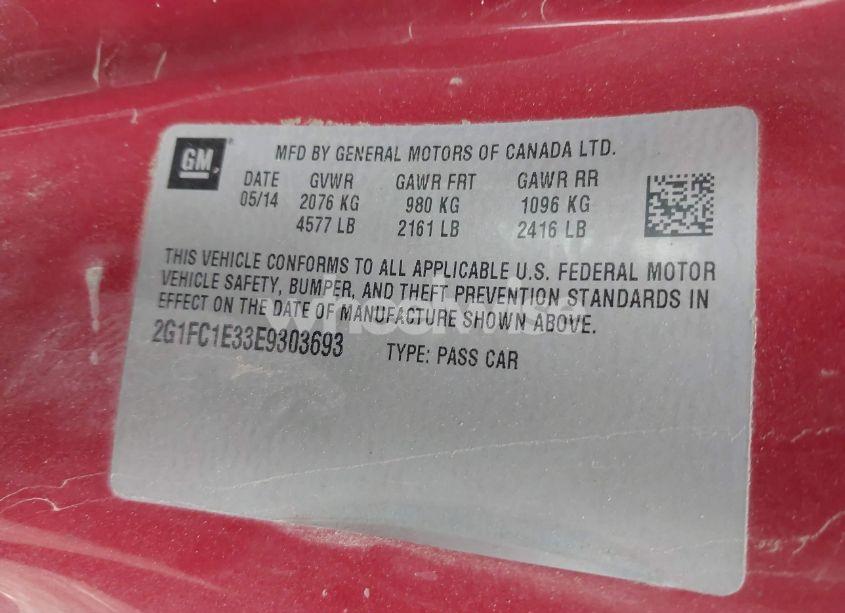 GM
MFD BY GENERAL MOTORS OF CANADA LTD.
DATE GVWR GAWR FRT GAWR RR
05/14 2076 KG 980 KG 1096 KG
4577 LB 2161 LB 2416 LB
THIS VEHICLE CONFORMS TO ALL APPLICABLE U.S. FEDERAL MOTOR
VEHICLE SAFETY, BUMPER, AND THEFT PREVENTION STANDARDS IN
EFFECT ON THE DATE OF MANUFACTURE SHOWN ABOVE.
2G1FC1E33E9303693 TYPE: PASS CAR